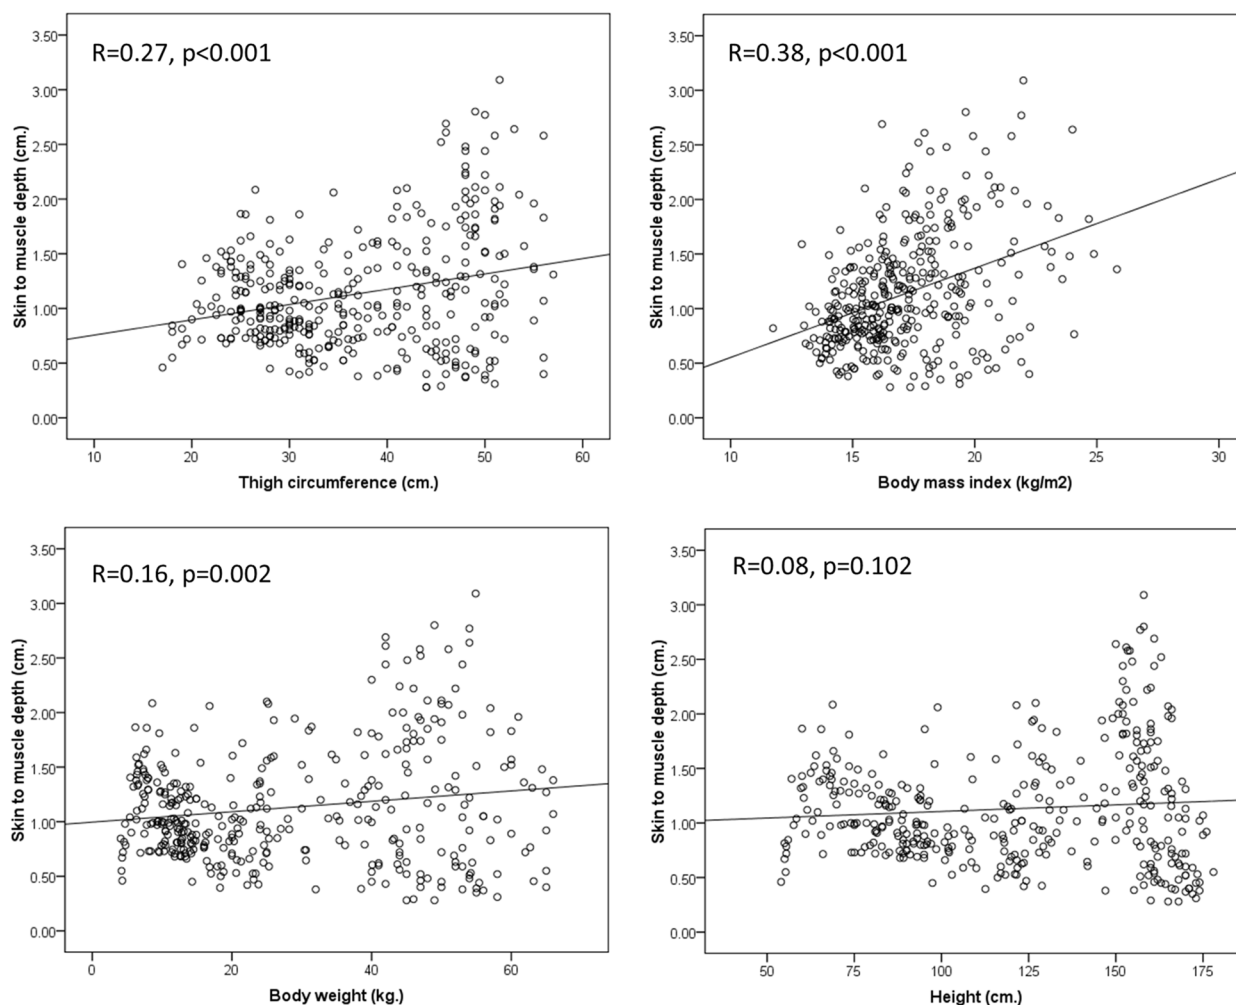 R=0.27, p<0.001
3.50
3.00
2.50
2.00
1.50
1.00
0.50
0.00
Skin to muscle depth (cm.)
10 20 30 40 50 60
Thigh circumference (cm.)
R=0.38, p<0.001
3.50
3.00
2.50
2.00
1.50
1.00
0.50
0.00
Skin to muscle depth (cm.)
10 15 20 25 30
Body mass index (kg/m2)
R=0.16, p=0.002
3.50
3.00
2.50
2.00
1.50
1.00
0.50
0.00
Skin to muscle depth (cm.)
0 20 40 60
Body weight (kg.)
R=0.08, p=0.102
3.50
3.00
2.50
2.00
1.50
1.00
0.50
0.00
Skin to muscle depth (cm.)
50 75 100 125 150 175
Height (cm.)